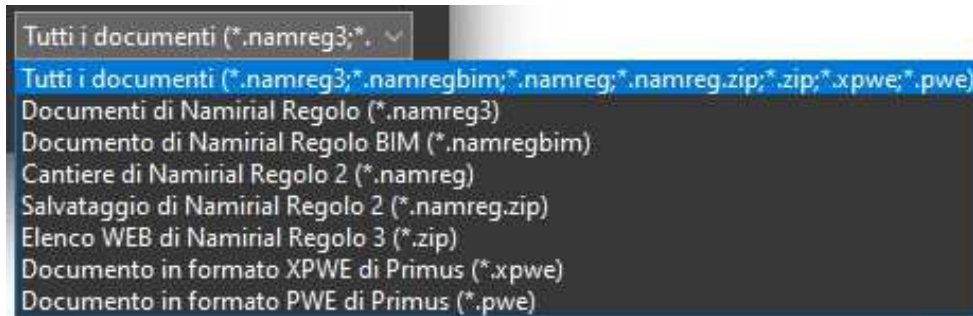 Tutti i documenti (*.namreg3;*.
Tutti i documenti (*.namreg3;*.namregbim;*.namreg;*.namreg.zip;*.zip;*.xpwe;*.pwe)
Documenti di Namirial Regolo (*.namreg3)
Documento di Namirial Regolo BIM (*.namregbim)
Cantiere di Namirial Regolo 2 (*.namreg)
Salvataggio di Namirial Regolo 2 (*.namreg.zip)
Elenco WEB di Namirial Regolo 3 (*.zip)
Documento in formato XPWE di Primus (*.xpwe)
Documento in formato PWE di Primus (*.pwe)